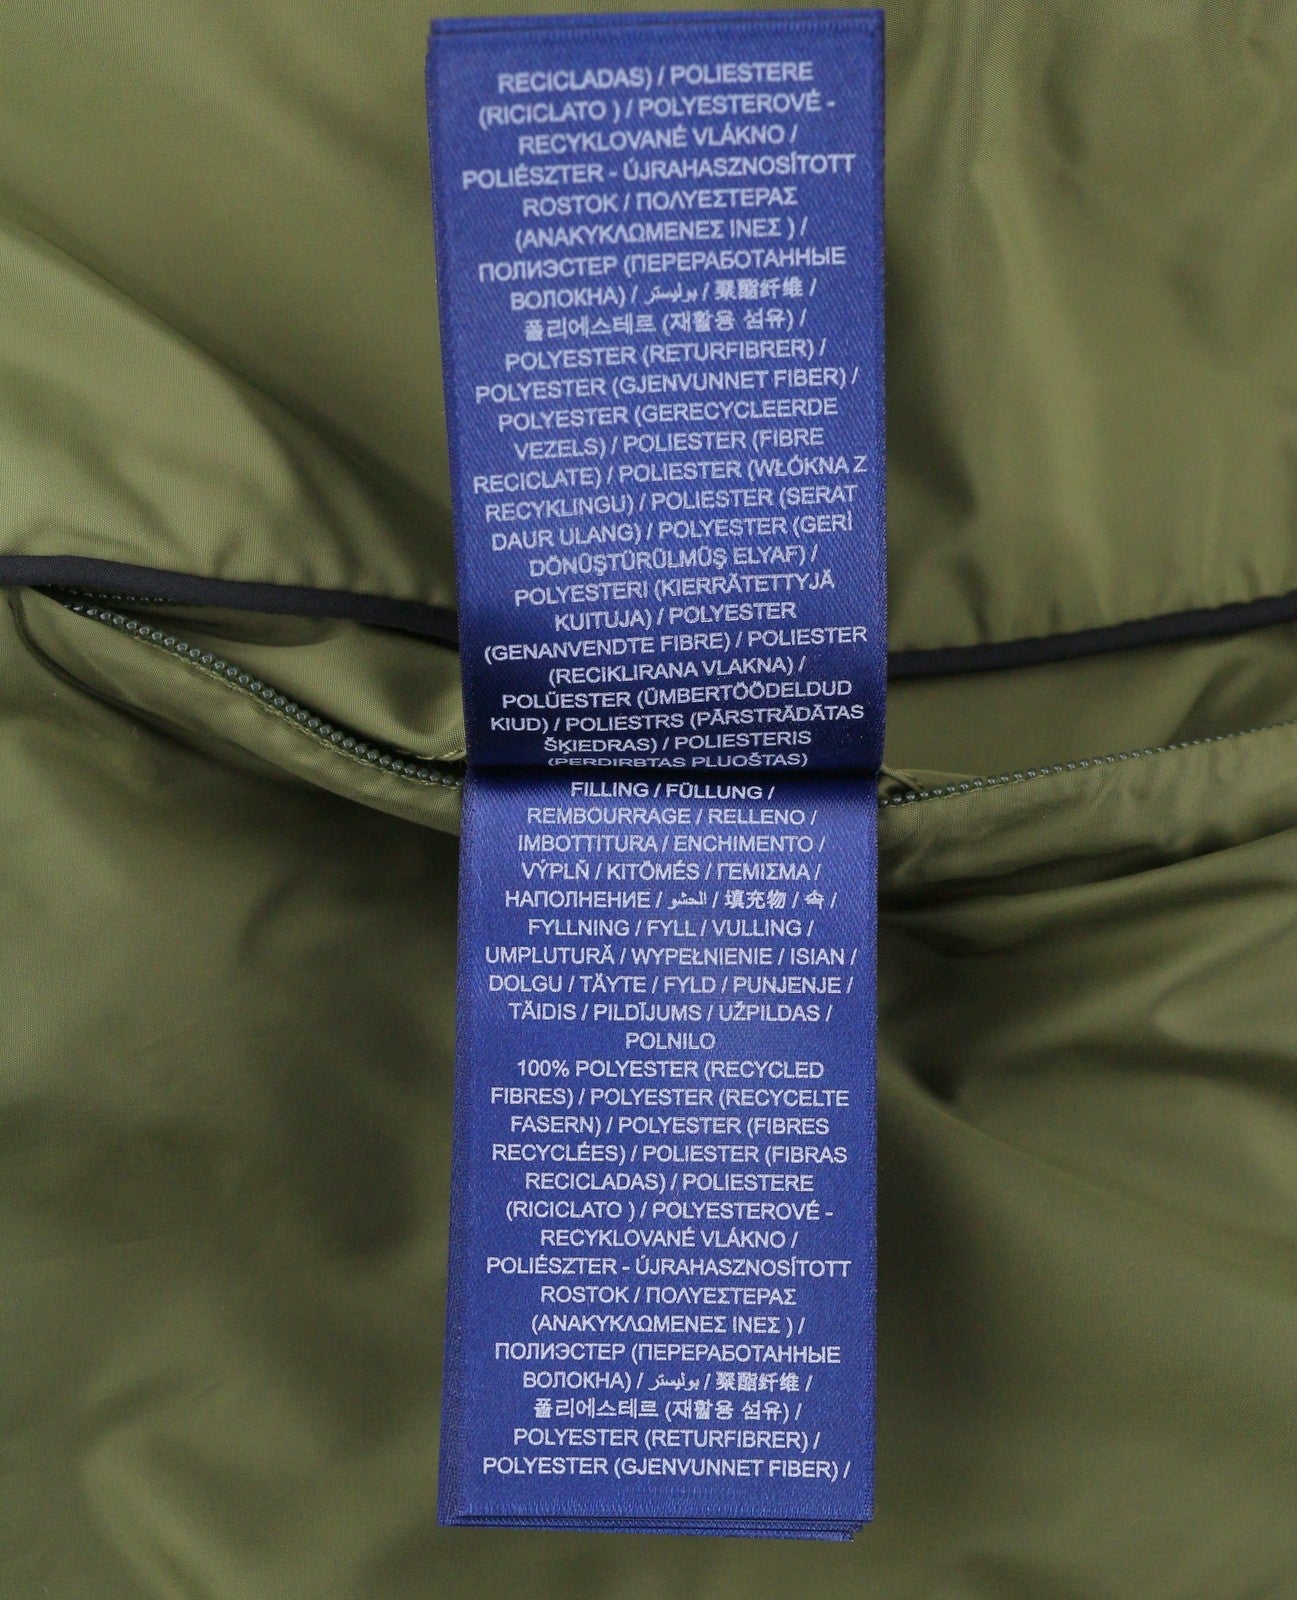 RECICLADAS) / POLIESTERE
(RICICLATO ) / POLYESTEROVÉ -
RECYKLOVANÉ VLÁKNO /
POLIÉSZTER - ÚJRAHASZNOSÍTOTT
ROSTOK / ΠΟΛΥΕΣΤΕΡΑΣ
(ΑΝΑΚΥΚΛΩΜΕΝΕΣ ΙΝΕΣ ) /
ПОЛИЭСТЕР (ПЕРЕРАБОТАННЫЕ
ВОЛОКНА) / بوليستر / 聚酯纤维 /
폴리에스테르 (재활용 섬유) /
POLYESTER (RETURFIBRER) /
POLYESTER (GJENVUNNET FIBER) /
POLYESTER (GERECYCLEERDE
VEZELS) / POLIESTER (FIBRE
RECICLATE) / POLIESTER (WŁÓKNA Z
RECYKLINGU) / POLIESTER (SERAT
DAUR ULANG) / POLYESTER (GERİ
DÖNÜŞTÜRÜLMÜŞ ELYAF) /
POLYESTERI (KIERRÄTETTYJÄ
KUITUJA) / POLYESTER
(GENANVENDTE FIBRE) / POLIESTER
(RECIKLIRANA VLAKNA) /
POLÜESTER (ÜMBERTÖÖDELDUD
KIUD) / POLIESTRS (PĀRSTRĀDĀTAS
ŠĶIEDRAS) / POLIESTERIS
(PERDIRBTAS PLUOŠTAS)
FILLING / FÜLLUNG /
REMBOURRAGE / RELLENO /
IMBOTTITURA / ENCHIMENTO /
VÝPLŇ / KITÖMÉS / ΓΕΜΙΣΜΑ /
НАПОЛНЕНИЕ / الحشو / 填充物 / 속 /
FYLLNING / FYLL / VULLING /
UMPLUTURĂ / WYPEŁNIENIE / ISIAN /
DOLGU / TÄYTE / FYLD / PUNJENJE /
TÄIDIS / PILDĪJUMS / UŽPILDAS /
POLNILO
100% POLYESTER (RECYCLED
FIBRES) / POLYESTER (RECYCELTE
FASERN) / POLYESTER (FIBRES
RECYCLÉES) / POLIESTER (FIBRAS
RECICLADAS) / POLIESTERE
(RICICLATO ) / POLYESTEROVÉ -
RECYKLOVANÉ VLÁKNO /
POLIÉSZTER - ÚJRAHASZNOSÍTOTT
ROSTOK / ΠΟΛΥΕΣΤΕΡΑΣ
(ΑΝΑΚΥΚΛΩΜΕΝΕΣ ΙΝΕΣ ) /
ПОЛИЭСТЕР (ПЕРЕРАБОТАННЫЕ
ВОЛОКНА) / بوليستر / 聚酯纤维 /
폴리에스테르 (재활용 섬유) /
POLYESTER (RETURFIBRER) /
POLYESTER (GJENVUNNET FIBER) /